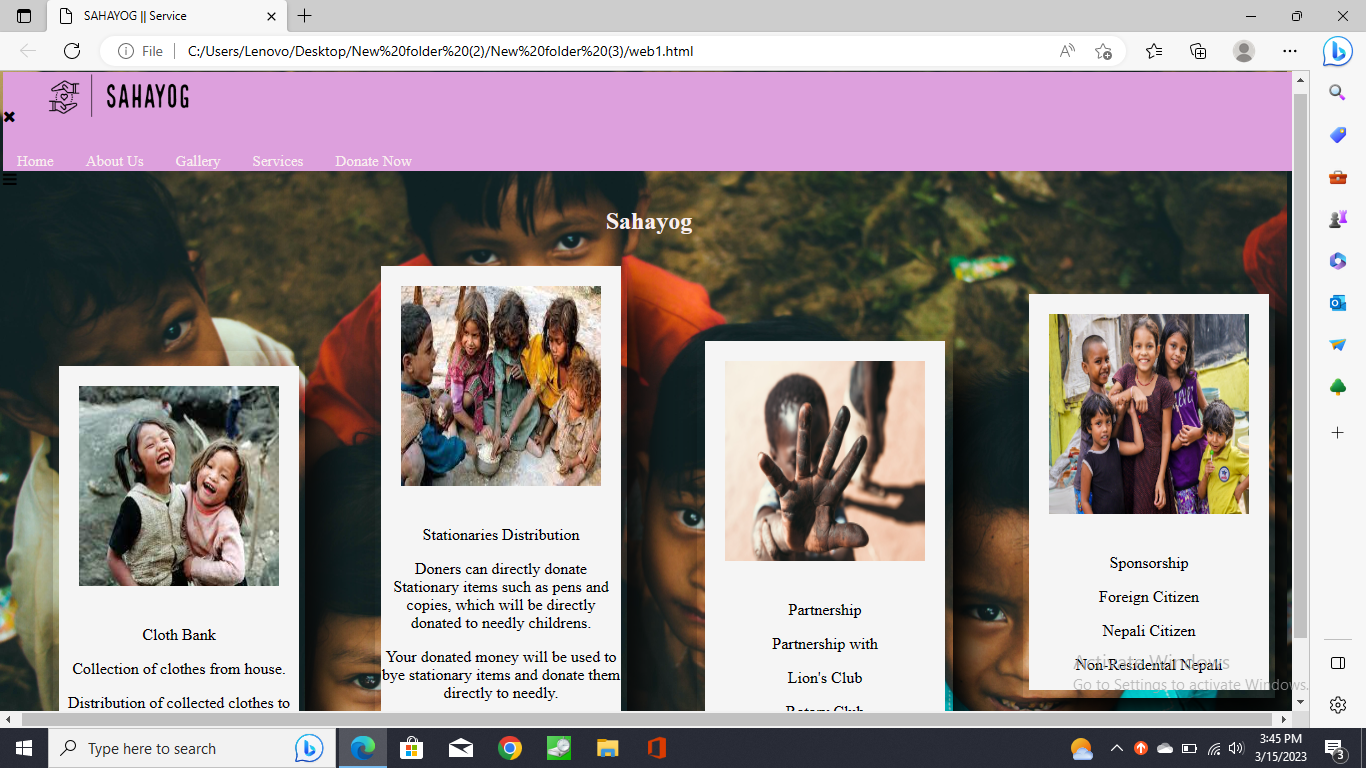 SAHAYOG || Service
File
C:/Users/Lenovo/Desktop/New%20folder%20(2)/New%20folder%20(3)/web1.html
SAHAYOG
Home About Us Gallery Services Donate Now
Sahayog
Cloth Bank
Collection of clothes from house.
Distribution of collected clothes to
Stationaries Distribution
Doners can directly donate
Stationary items such as pens and
copies, which will be directly
donated to needly childrens.
Your donated money will be used to
bye stationary items and donate them
directly to needly.
Partnership
Partnership with
Lion's Club
Rotary Club
Sponsorship
Foreign Citizen
Nepali Citizen
Non-Residental Nepali
Activate Windows
Go to Settings to activate Windows.
Type here to search
3:45 PM
3/15/2023
3